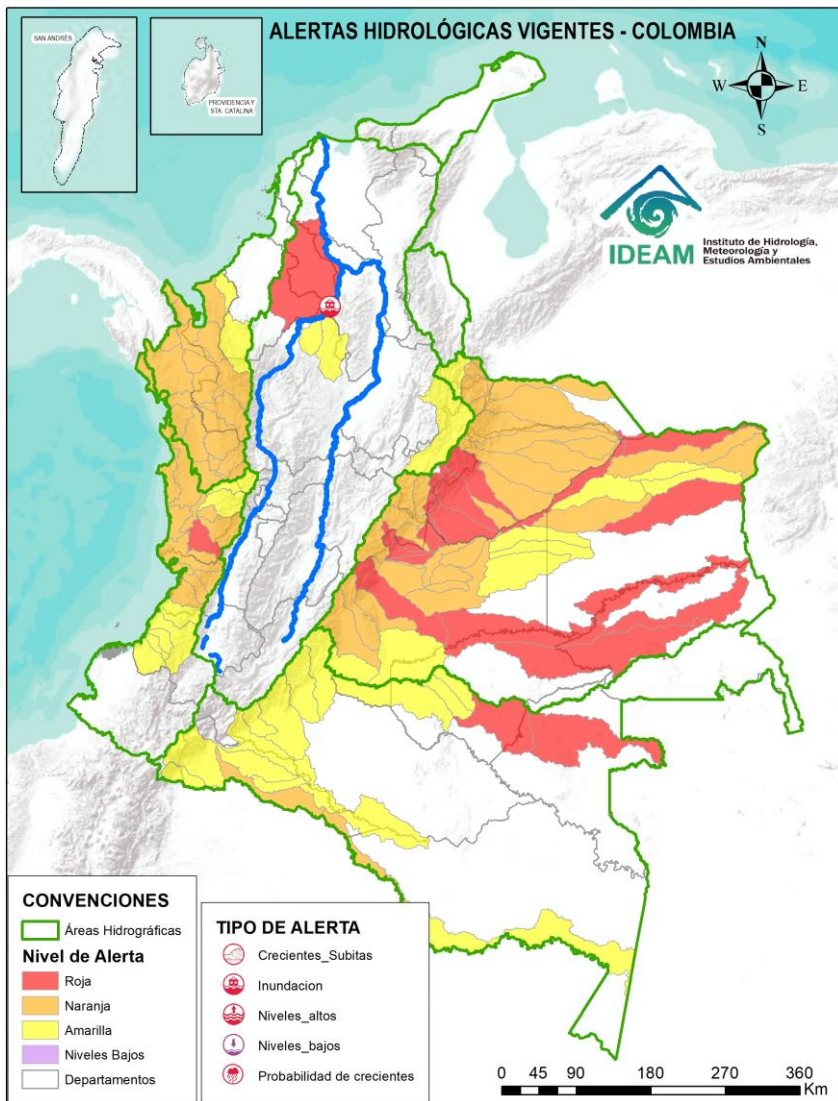 ALERTAS HIDROLÓGICAS VIGENTES - COLOMBIA
SAN ANDRÉS
PROVIDENCIA Y
STA. CATALINA
N
W
E
S
IDEAM
Instituto de Hidrología,
Meteorología y
Estudios Ambientales
CONVENCIONES
Áreas Hidrográficas
Nivel de Alerta
Roja
Naranja
Amarilla
Niveles Bajos
Departamentos
TIPO DE ALERTA
Crecientes_Subitas
Inundacion
Niveles_altos
Niveles_bajos
Probabilidad de crecientes
0 45 90 180 270 360
Km